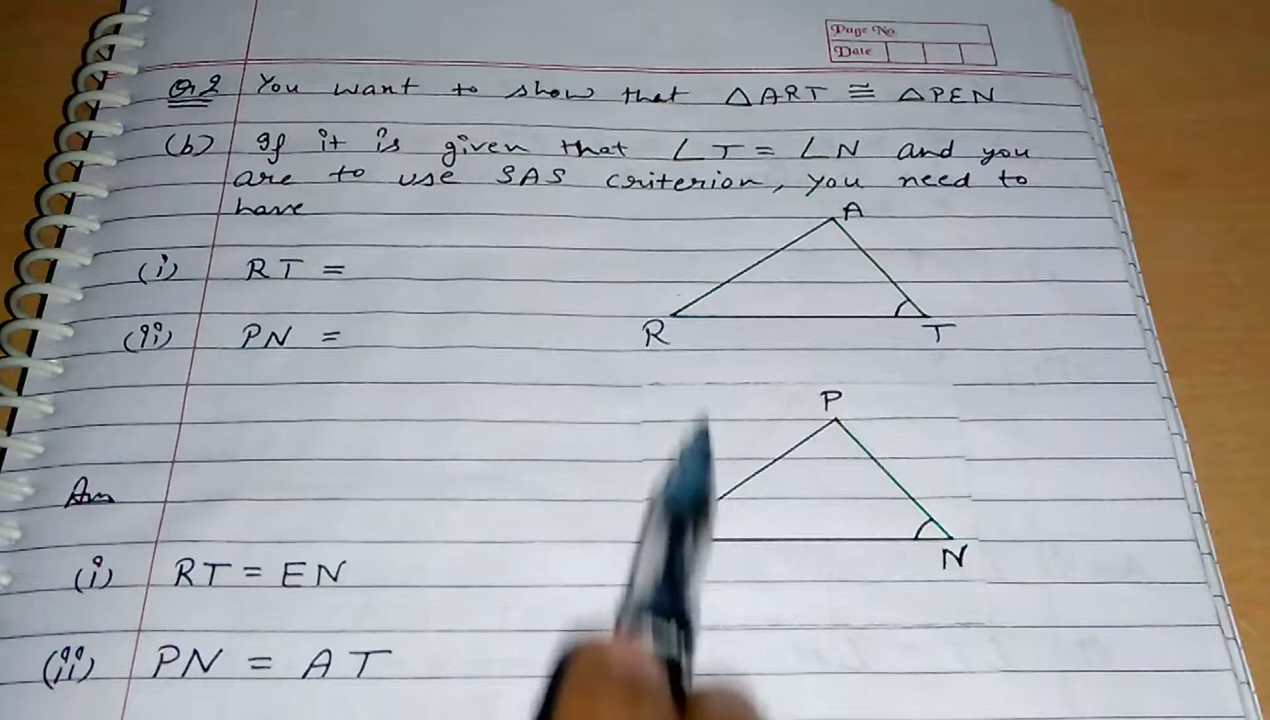 Page No.
Date
Q.2 You want to show that △ART ≅ △PEN
(b) If it is given that ∠T = ∠N and you
are to use SAS criterion, you need to
have
(i) RT =
(ii) PN =
A
R
T
P
N
Ans
(i) RT = EN
(ii) PN = AT